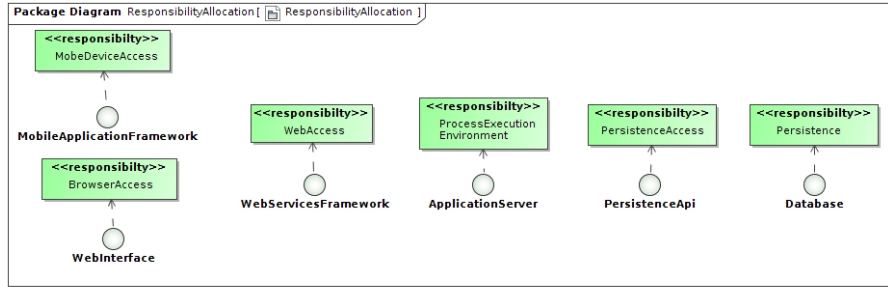 Package Diagram ResponsibilityAllocation [ ResponsibilityAllocation ]
<<responsibilty>>
MobeDeviceAccess
MobileApplicationFramework
<<responsibilty>>
BrowserAccess
WebInterface
<<responsibilty>>
WebAccess
WebServicesFramework
<<responsibilty>>
ProcessExecution
Environment
ApplicationServer
<<responsibilty>>
PersistenceAccess
PersistenceApi
<<responsibilty>>
Persistence
Database